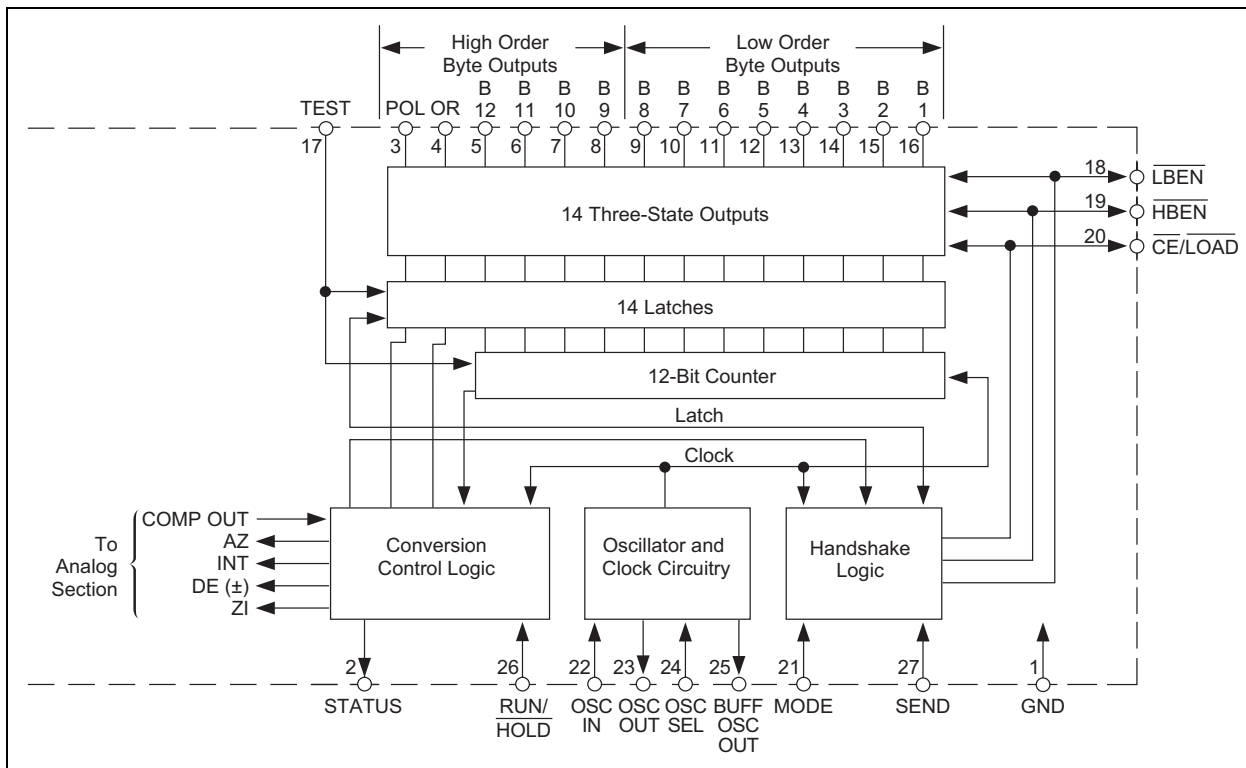 High Order
Byte Outputs
Low Order
Byte Outputs
TEST
POL OR
B B B B B B B B B B B B
12 11 10 9 8 7 6 5 4 3 2 1
17 3 4 5 6 7 8 9 10 11 12 13 14 15 16
14 Three-State Outputs
18 LBEN
19 HBEN
20 CE/LOAD
14 Latches
12-Bit Counter
Latch
Clock
To
Analog
Section
COMP OUT
AZ
INT
DE (±)
ZI
Conversion
Control Logic
Oscillator and
Clock Circuitry
Handshake
Logic
2 26 22 23 24 25 21 27 1
STATUS
RUN/
HOLD
OSC
IN
OSC
OUT
OSC
SEL
BUFF
OSC
OUT
MODE
SEND
GND